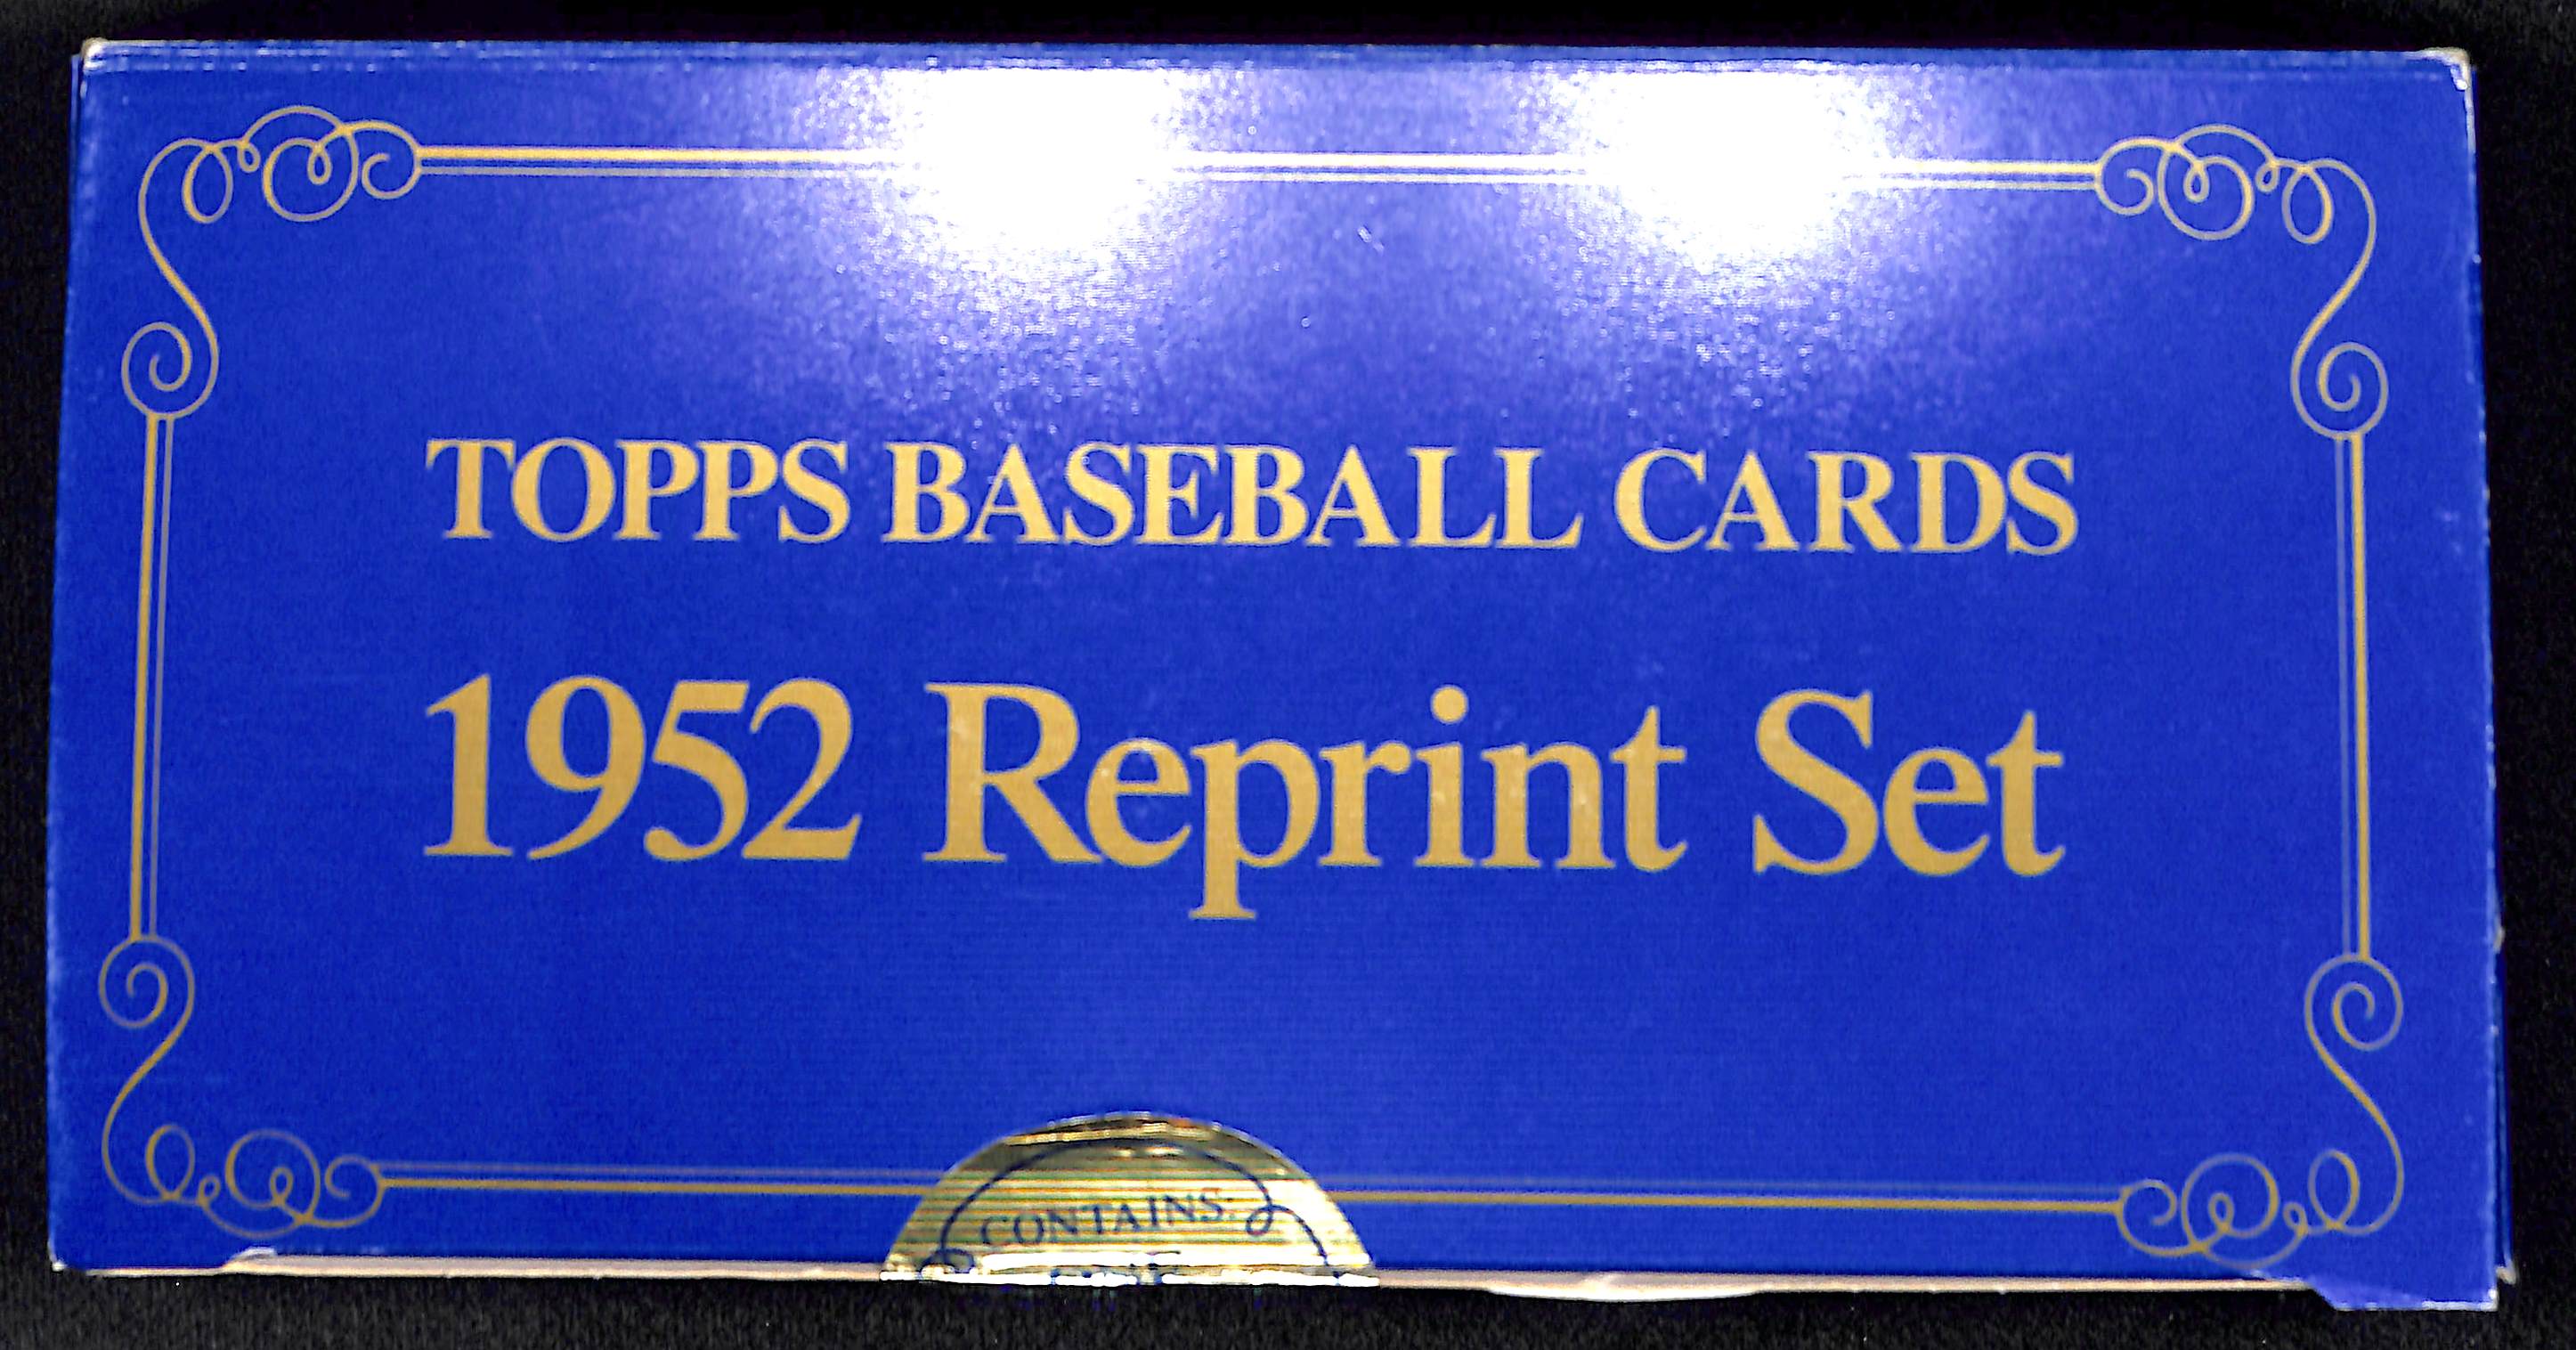 TOPPS BASEBALL CARDS
1952 Reprint Set
CONTAINS: